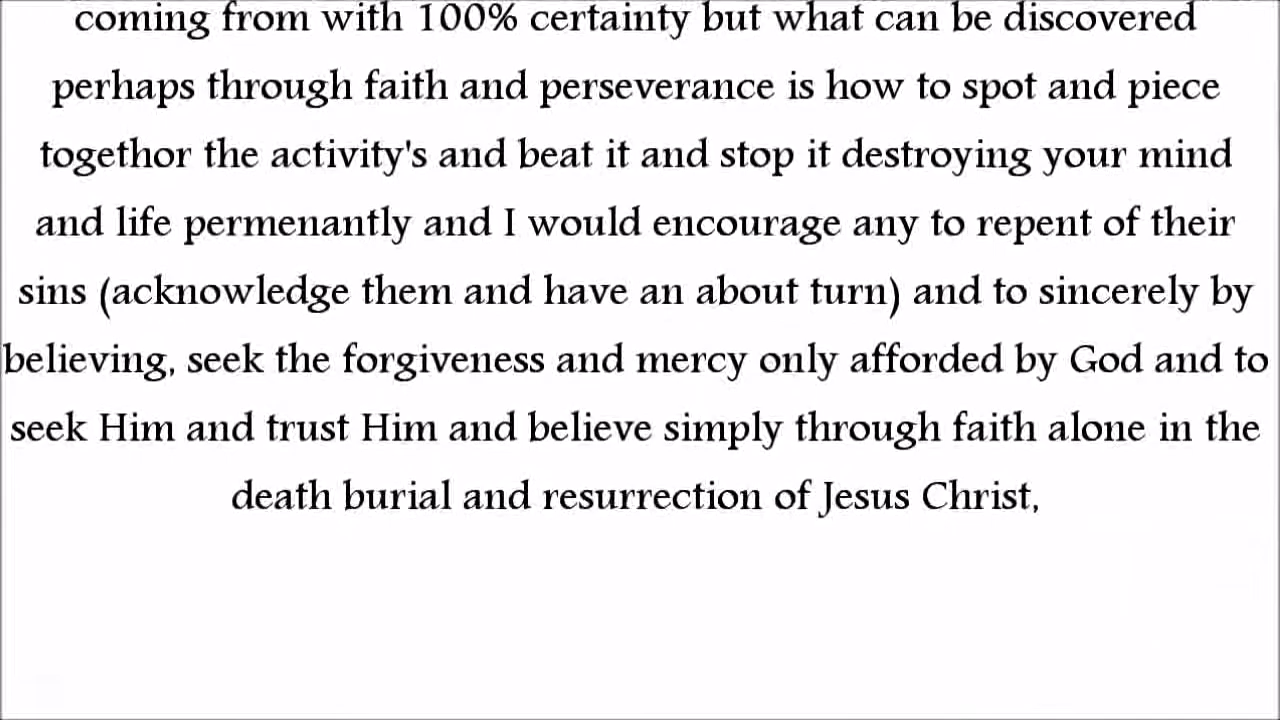 coming from with 100% certainty but what can be discovered
perhaps through faith and perseverance is how to spot and piece
togethor the activity's and beat it and stop it destroying your mind
and life permenantly and I would encourage any to repent of their
sins (acknowledge them and have an about turn) and to sincerely by
believing, seek the forgiveness and mercy only afforded by God and to
seek Him and trust Him and believe simply through faith alone in the
death burial and resurrection of Jesus Christ,